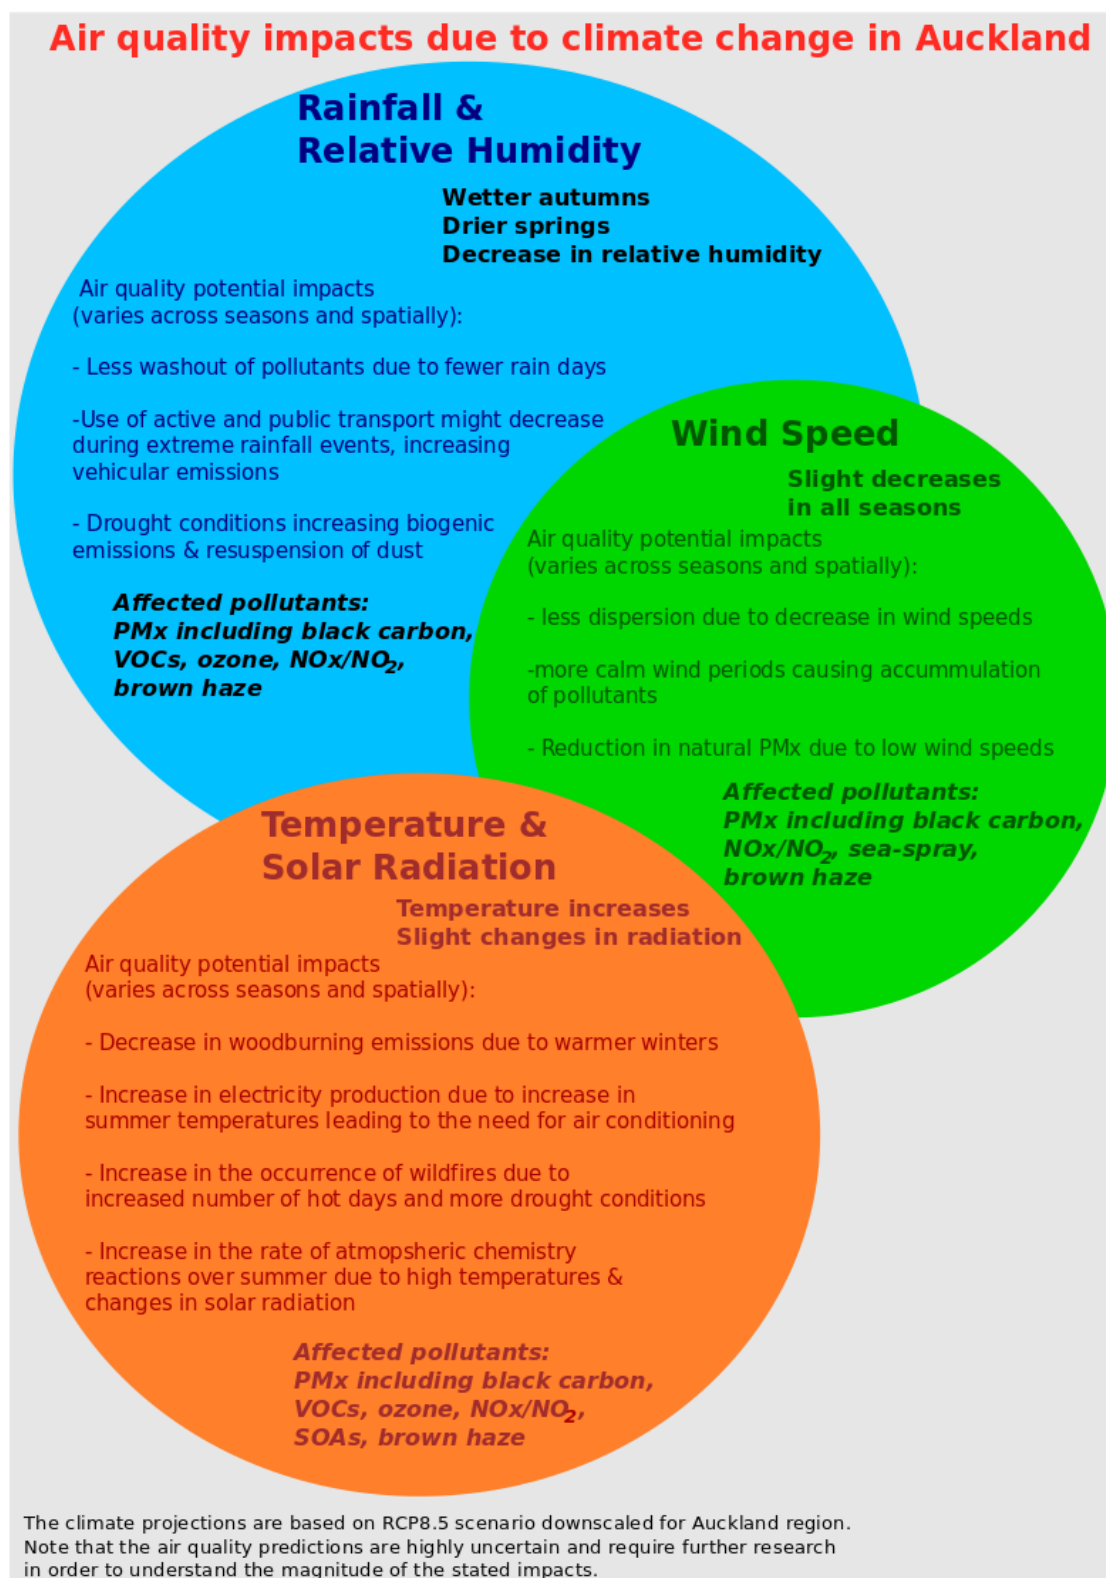 Air quality impacts due to climate change in Auckland
Rainfall &
Relative Humidity
Wetter autumns
Drier springs
Decrease in relative humidity
Air quality potential impacts
(varies across seasons and spatially):
- Less washout of pollutants due to fewer rain days
-Use of active and public transport might decrease
during extreme rainfall events, increasing
vehicular emissions
- Drought conditions increasing biogenic
emissions & resuspension of dust
Affected pollutants:
PMx including black carbon,
VOCs, ozone, NOx/NO₂,
brown haze
Wind Speed
Slight decreases
in all seasons
Air quality potential impacts
(varies across seasons and spatially):
- less dispersion due to decrease in wind speeds
-more calm wind periods causing accummulation
of pollutants
- Reduction in natural PMx due to low wind speeds
Affected pollutants:
PMx including black carbon,
NOx/NO₂, sea-spray,
brown haze
Temperature &
Solar Radiation
Temperature increases
Slight changes in radiation
Air quality potential impacts
(varies across seasons and spatially):
- Decrease in woodburning emissions due to warmer winters
- Increase in electricity production due to increase in
summer temperatures leading to the need for air conditioning
- Increase in the occurrence of wildfires due to
increased number of hot days and more drought conditions
- Increase in the rate of atmopsheric chemistry
reactions over summer due to high temperatures &
changes in solar radiation
Affected pollutants:
PMx including black carbon,
VOCs, ozone, NOx/NO₂,
SOAs, brown haze
The climate projections are based on RCP8.5 scenario downscaled for Auckland region.
Note that the air quality predictions are highly uncertain and require further research
in order to understand the magnitude of the stated impacts.